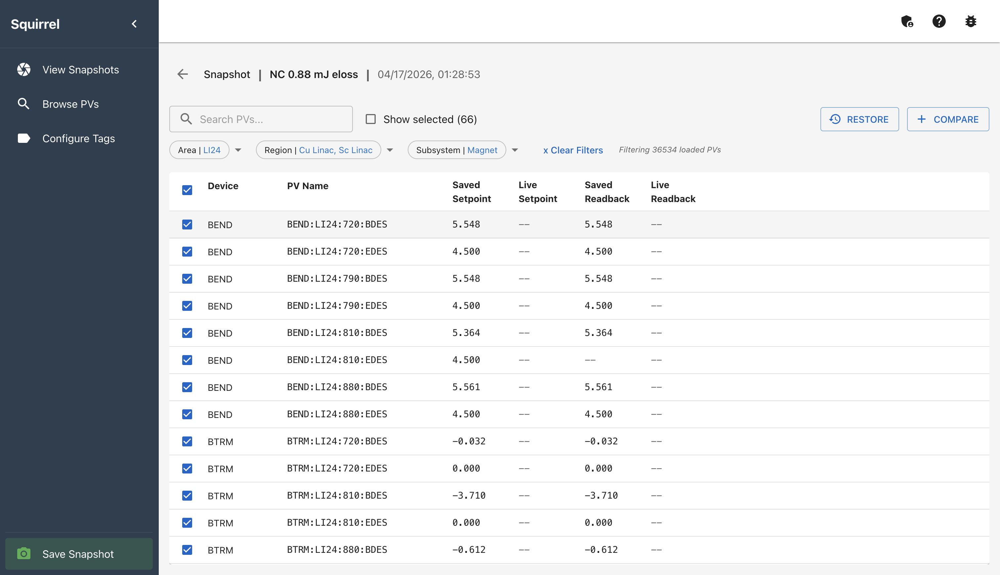 Squirrel
View Snapshots
Browse PVs
Configure Tags
Save Snapshot
Snapshot | NC 0.88 mJ eloss | 04/17/2026, 01:28:53
Search PVs...
Show selected (66)
RESTORE
+ COMPARE
Area | LI24
Region | Cu Linac, Sc Linac
Subsystem | Magnet
x Clear Filters
Filtering 36534 loaded PVs
Device PV Name Saved Setpoint Live Setpoint Saved Readback Live Readback
BEND BEND:LI24:720:BDES 5.548 –– 5.548 ––
BEND BEND:LI24:720:EDES 4.500 –– 4.500 ––
BEND BEND:LI24:790:BDES 5.548 –– 5.548 ––
BEND BEND:LI24:790:EDES 4.500 –– 4.500 ––
BEND BEND:LI24:810:BDES 5.364 –– 5.364 ––
BEND BEND:LI24:810:EDES 4.500 –– –– ––
BEND BEND:LI24:880:BDES 5.561 –– 5.561 ––
BEND BEND:LI24:880:EDES 4.500 –– 4.500 ––
BTRM BTRM:LI24:720:BDES −0.032 –– −0.032 ––
BTRM BTRM:LI24:720:EDES 0.000 –– 0.000 ––
BTRM BTRM:LI24:810:BDES −3.710 –– −3.710 ––
BTRM BTRM:LI24:810:EDES 0.000 –– 0.000 ––
BTRM BTRM:LI24:880:BDES −0.612 –– −0.612 ––